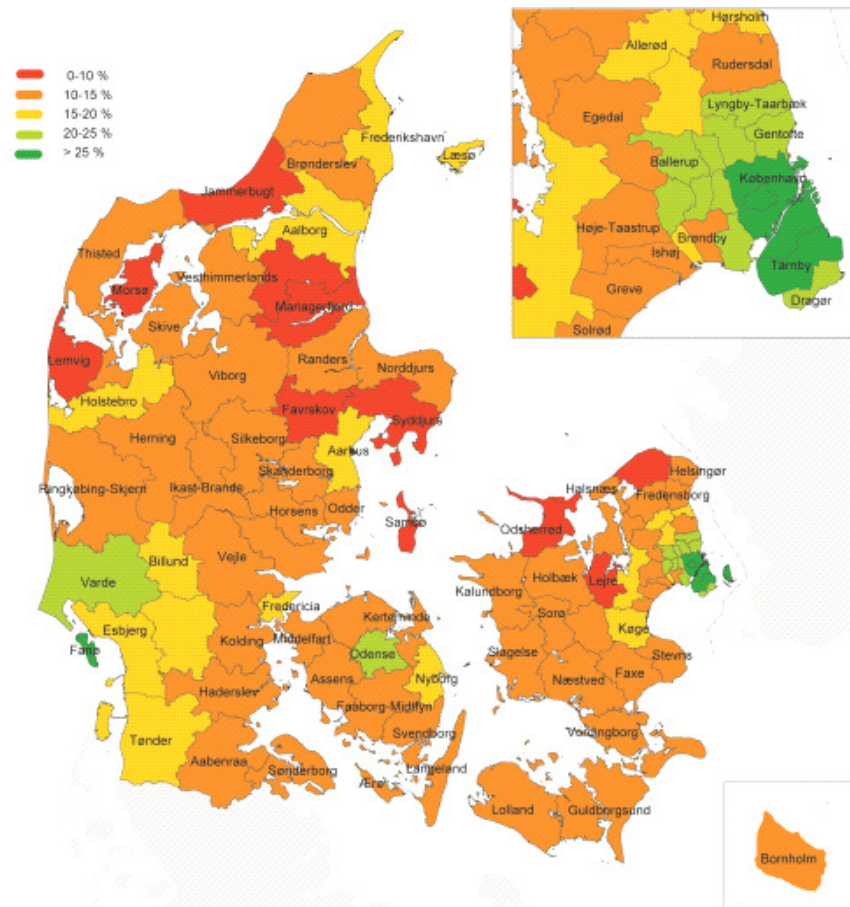 0-10 %
10-15 %
15-20 %
20-25 %
> 25 %
Hørsholm
Allerød
Rudersdal
Egedal
Lyngby-Taarbæk
Gentofte
Ballerup
København
Høje-Taastrup
Brøndby
Ishøj
Tarnby
Greve
Dragør
Solrød
Frederikshavn
Læsø
Brønderslev
Jammerbugt
Aalborg
Thisted
Vesthimmerlands
Morsø
Mariagerfjord
Skive
Lemvig
Randers
Norddjurs
Viborg
Holstebro
Favrskov
Syddjurs
Herning
Silkeborg
Aarhus
Skanderborg
Ringkøbing-Skjern
Ikast-Brande
Horsens
Odder
Samsø
Halsnæs
Helsingør
Fredensborg
Odsherred
Billund
Vejle
Varde
Holbæk
Lejre
Kalundborg
Fredericia
Kerteminde
Sorø
Esbjerg
Køge
Fanø
Kolding
Middelfart
Odense
Slagelse
Stevns
Assens
Nyborg
Næstved
Faxe
Haderslev
Faaborg-Midtfyn
Svendborg
Vordingborg
Tønder
Aabenraa
Sønderborg
Langeland
Ærø
Lolland
Guldborgsund
Bornholm